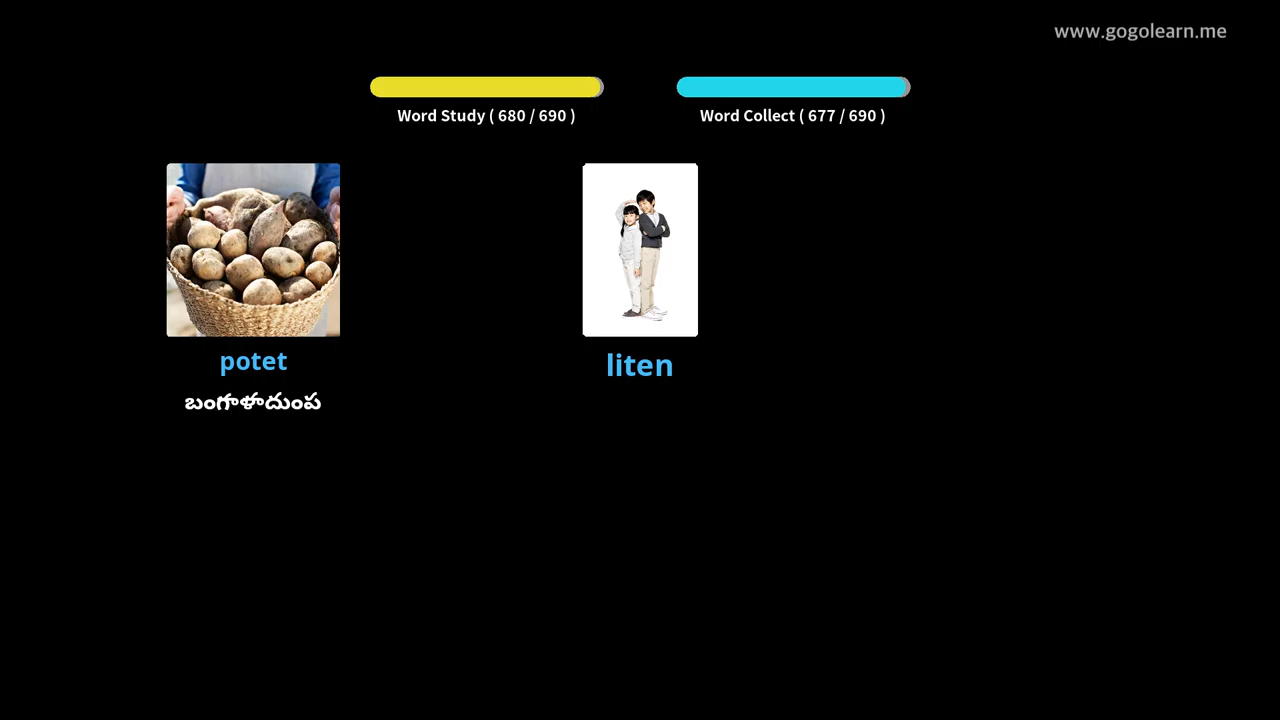 www.gogolearn.me
Word Study ( 680 / 690 )
Word Collect ( 677 / 690 )
potet
బంగాళాదుంప
liten